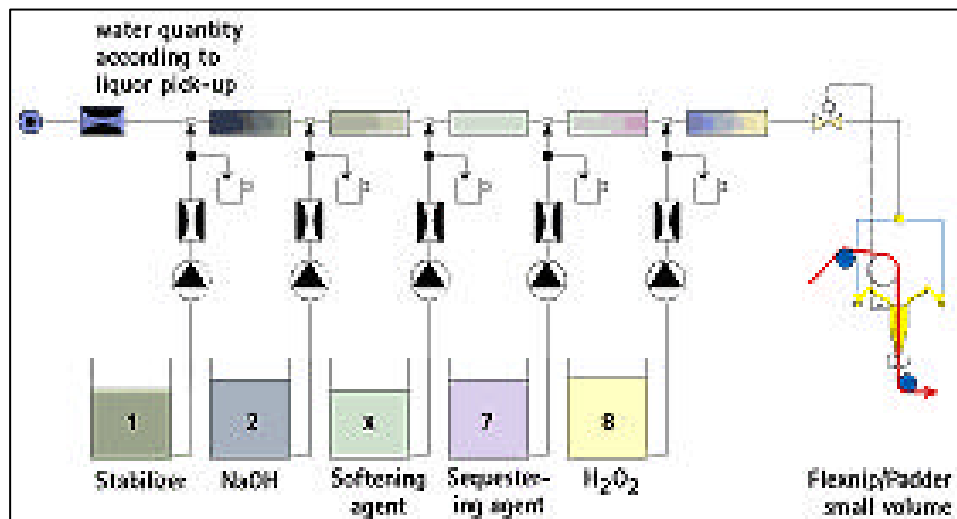 water quantity
according to
liquor pick-up
1
2
x
7
8
Stabilizer
NaOH
Softening
agent
Sequester-
ing agent
H₂O₂
Flexnip/Padder
small volume